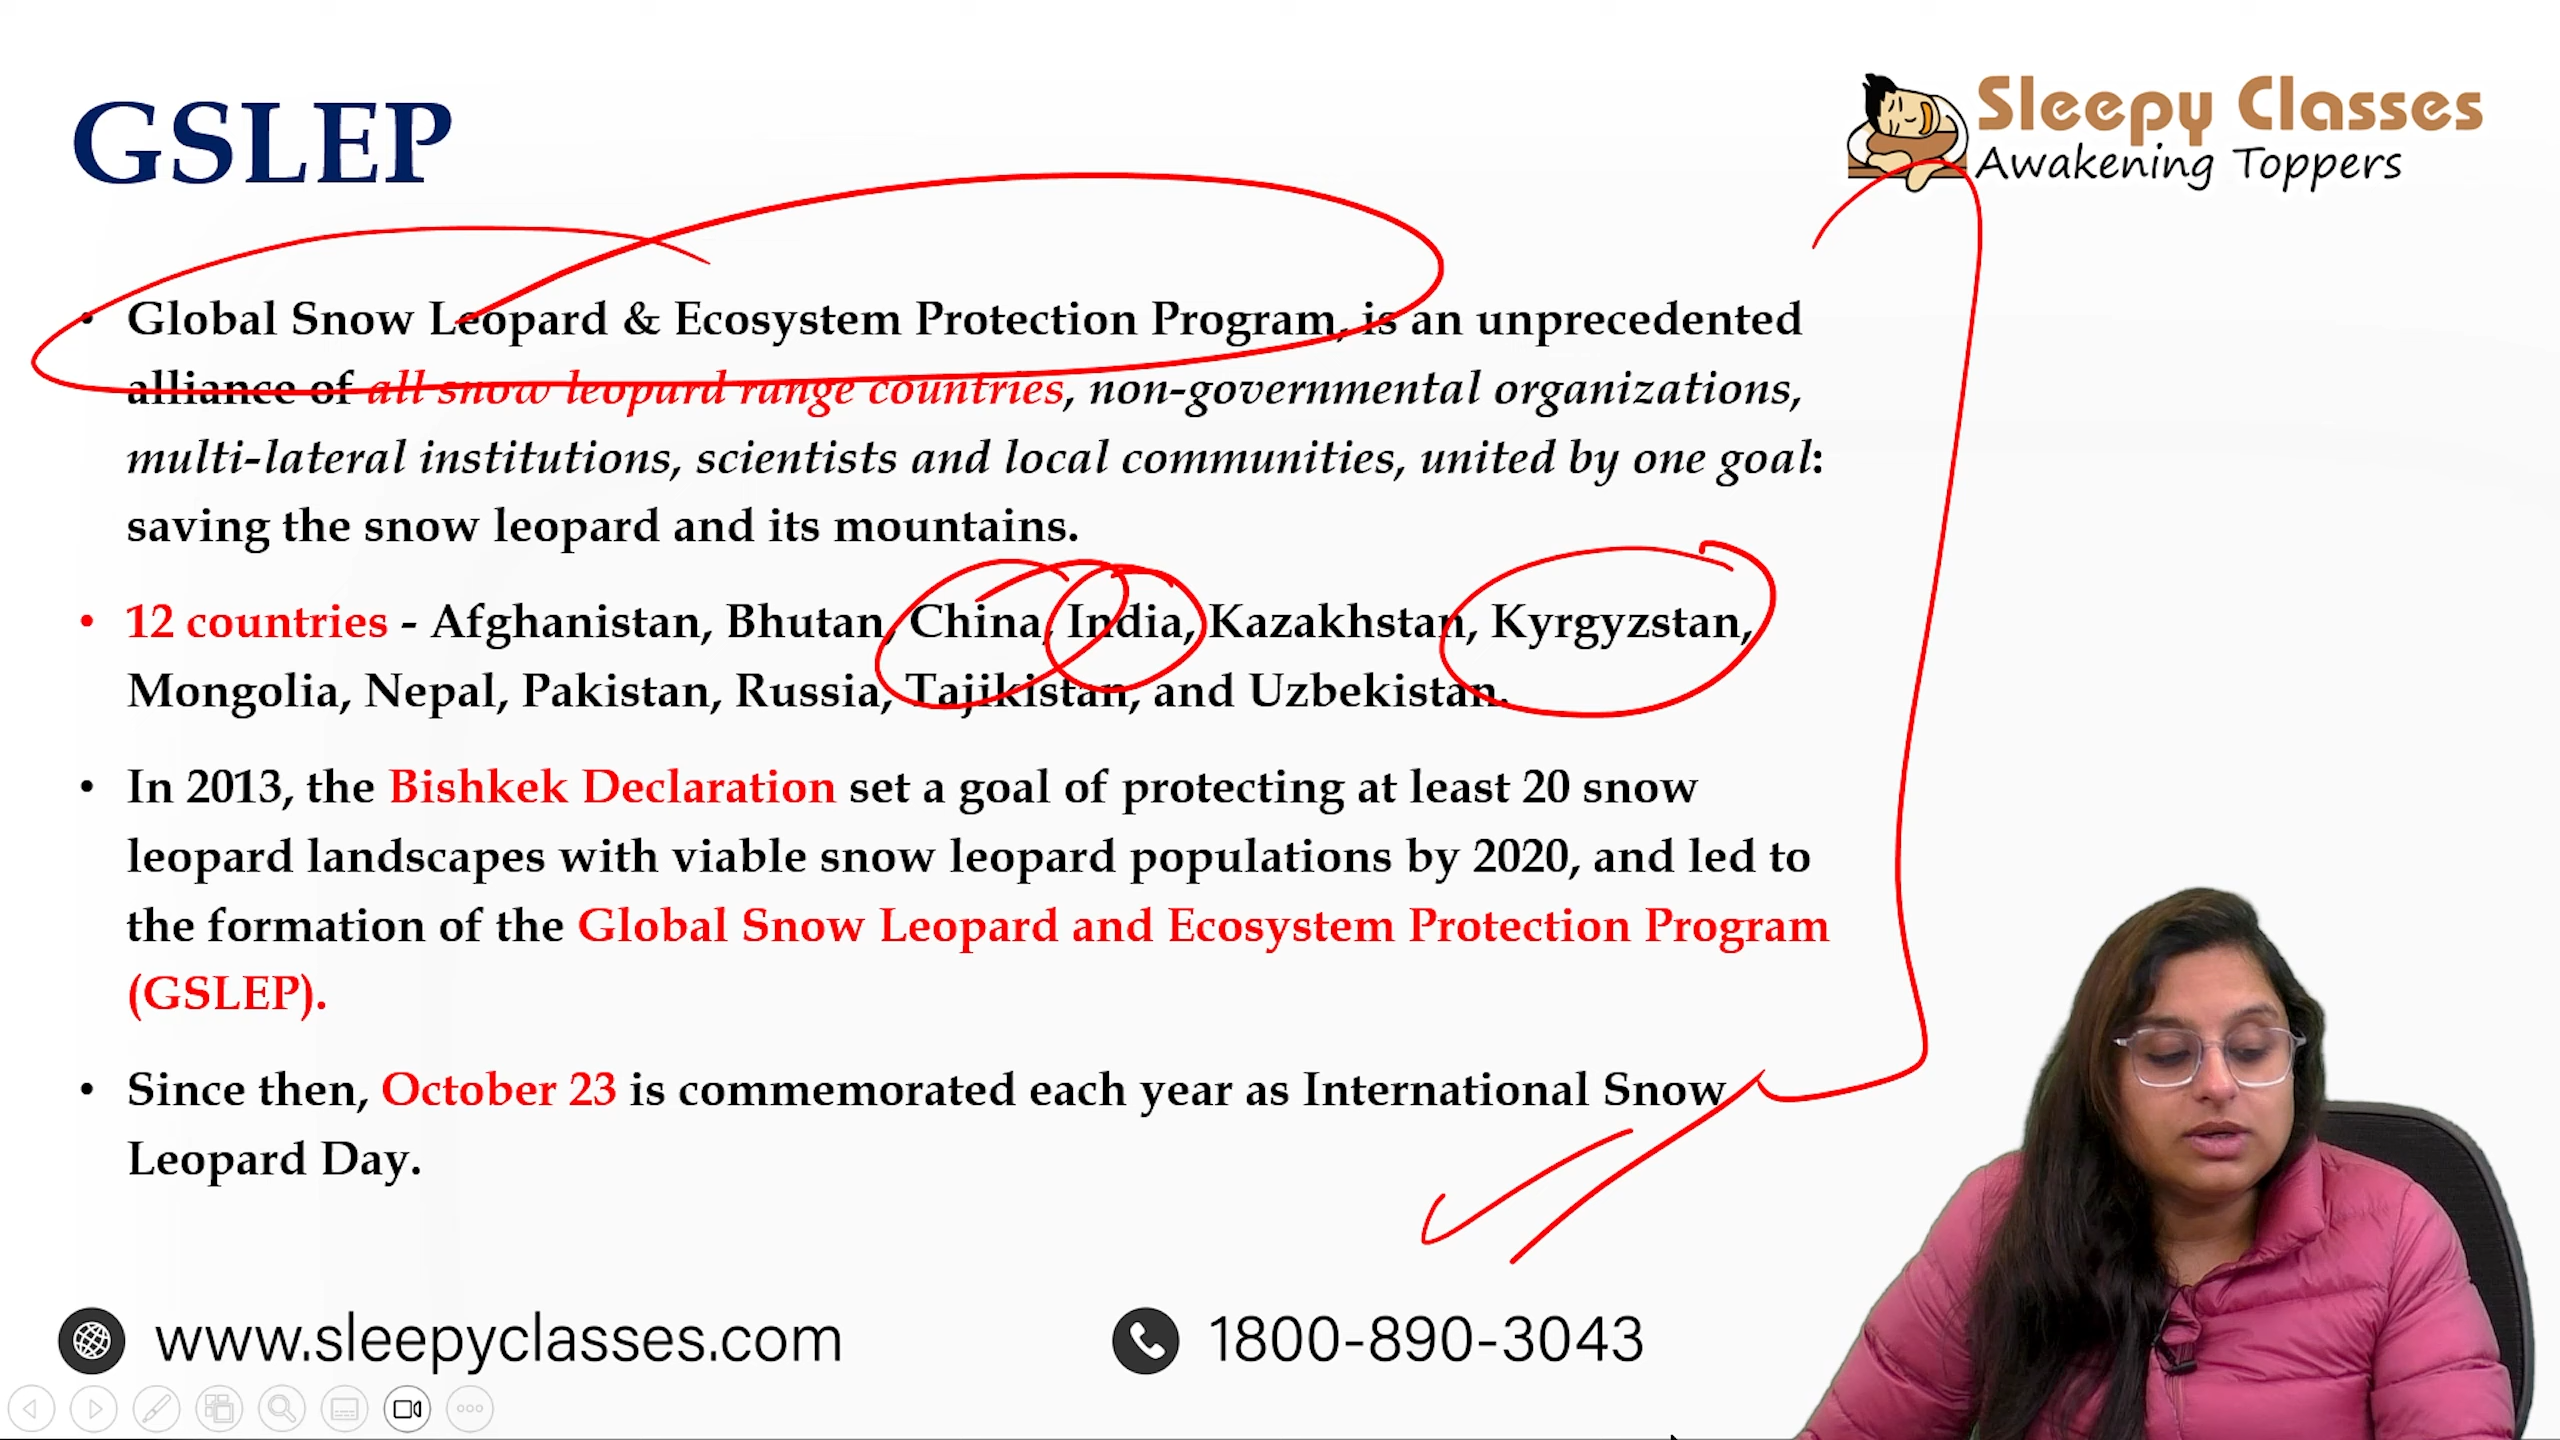 GSLEP
Sleepy Classes
Awakening Toppers
• Global Snow Leopard & Ecosystem Protection Program, is an unprecedented
alliance of all snow leopard range countries, non-governmental organizations,
multi-lateral institutions, scientists and local communities, united by one goal:
saving the snow leopard and its mountains.
• 12 countries - Afghanistan, Bhutan, China, India, Kazakhstan, Kyrgyzstan,
Mongolia, Nepal, Pakistan, Russia, Tajikistan, and Uzbekistan.
• In 2013, the Bishkek Declaration set a goal of protecting at least 20 snow
leopard landscapes with viable snow leopard populations by 2020, and led to
the formation of the Global Snow Leopard and Ecosystem Protection Program
(GSLEP).
• Since then, October 23 is commemorated each year as International Snow
Leopard Day.
www.sleepyclasses.com
1800-890-3043